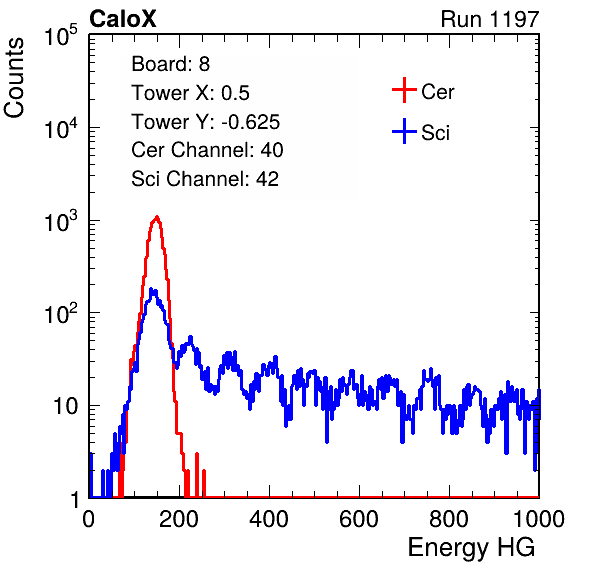 CaloX Run 1197
Counts
10^5
10^4
10^3
10^2
10
1
Board: 8
Tower X: 0.5
Tower Y: -0.625
Cer Channel: 40
Sci Channel: 42
Cer
Sci
0 200 400 600 800 1000
Energy HG